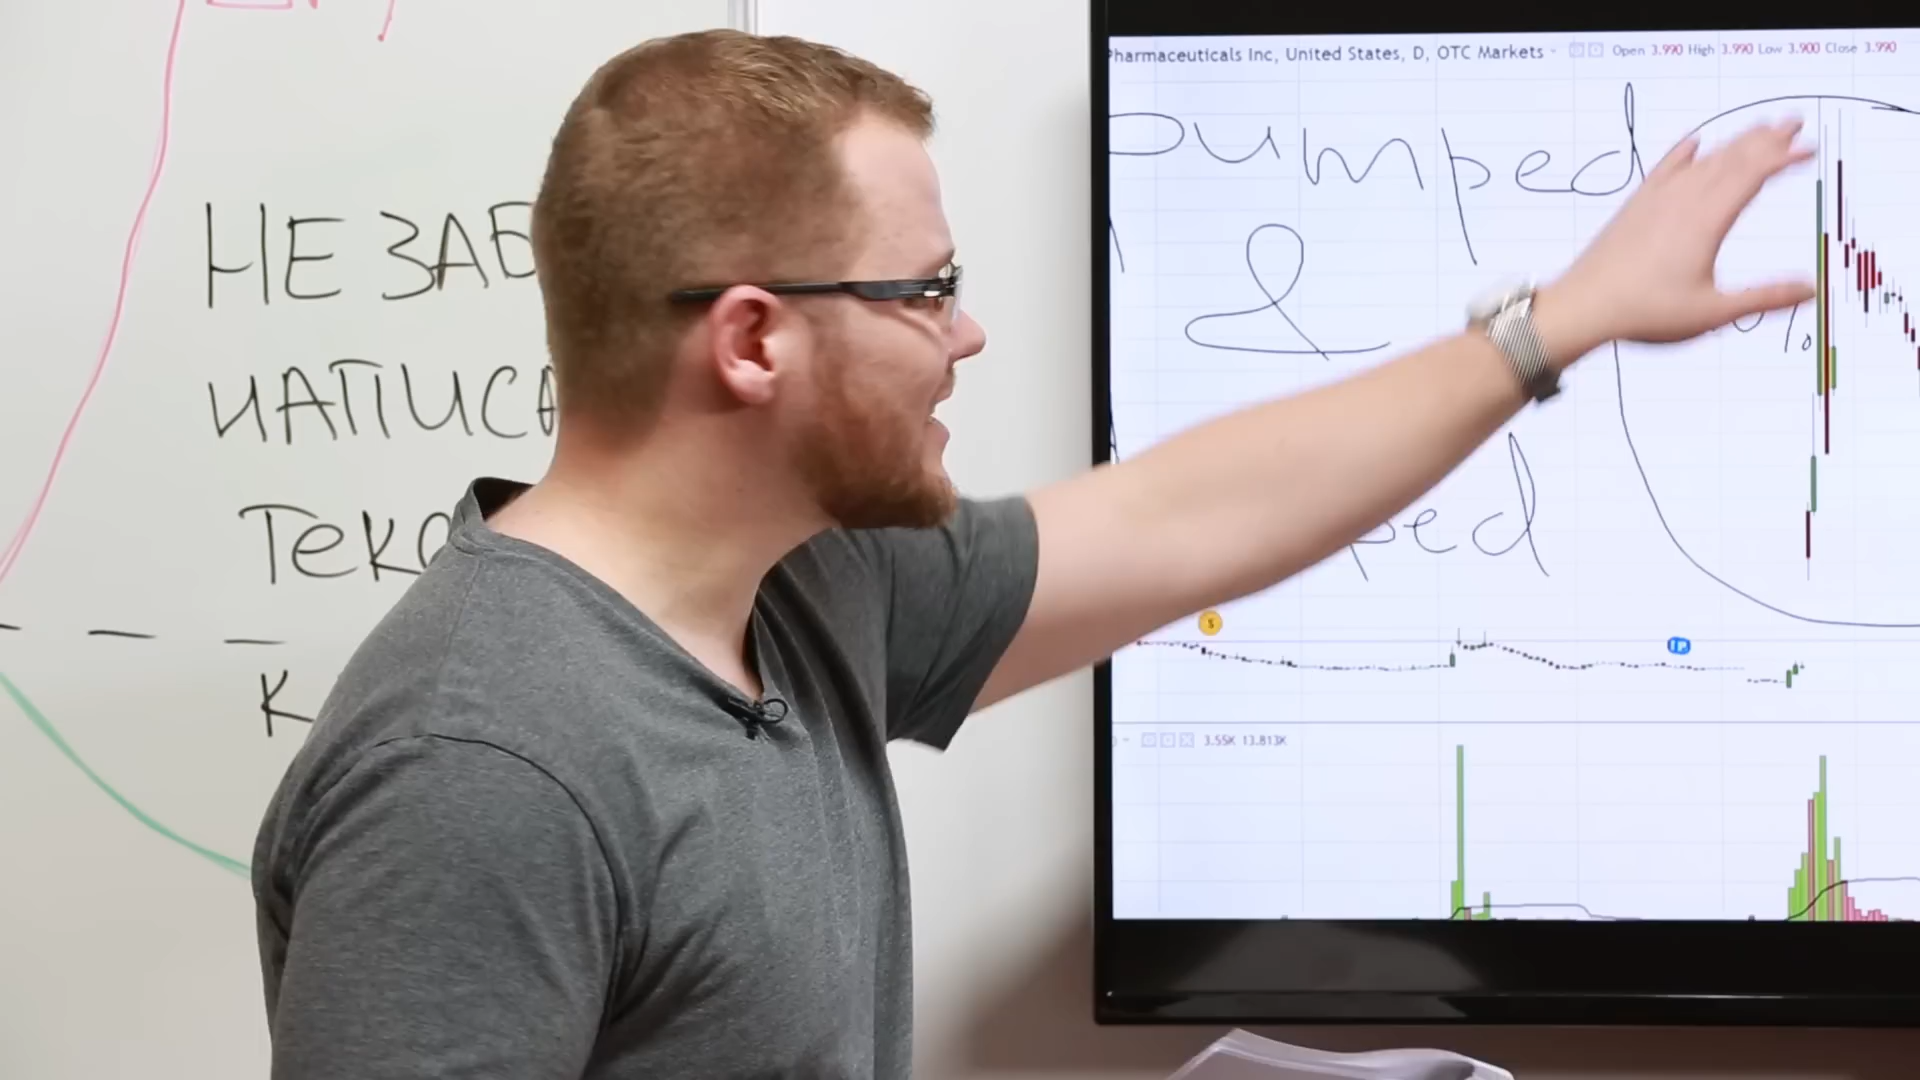 НЕ ЗАБ
НАПИСА
Текс
К
harmaceuticals Inc, United States, D, OTC Markets Open 3.990 High 3.990 Low 3.900 Close 3.990
pumped
&
%
ped
3.55K 13.813K